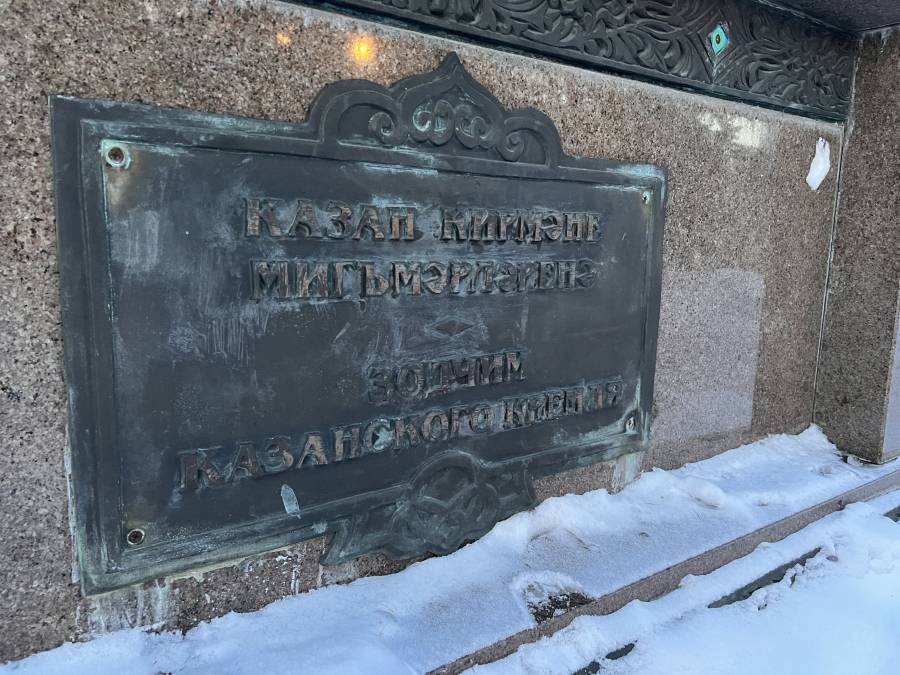 КАЗАН КИРМӘНЕ
МИГЪМӘРЛӘРЕНӘ
ЗОДЧИМ
КАЗАНСКОГО КРЕМЛЯ